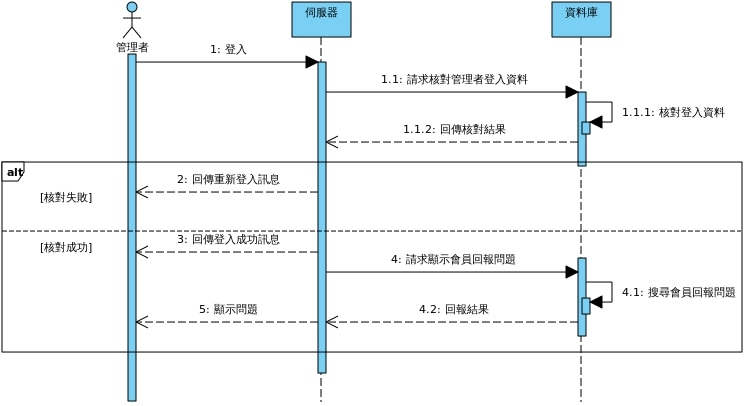 伺服器
資料庫
管理者
1: 登入
1.1: 請求核對管理者登入資料
1.1.1: 核對登入資料
1.1.2: 回傳核對結果
alt
2: 回傳重新登入訊息
[核對失敗]
3: 回傳登入成功訊息
[核對成功]
4: 請求顯示會員回報問題
4.1: 搜尋會員回報問題
5: 顯示問題
4.2: 回報結果